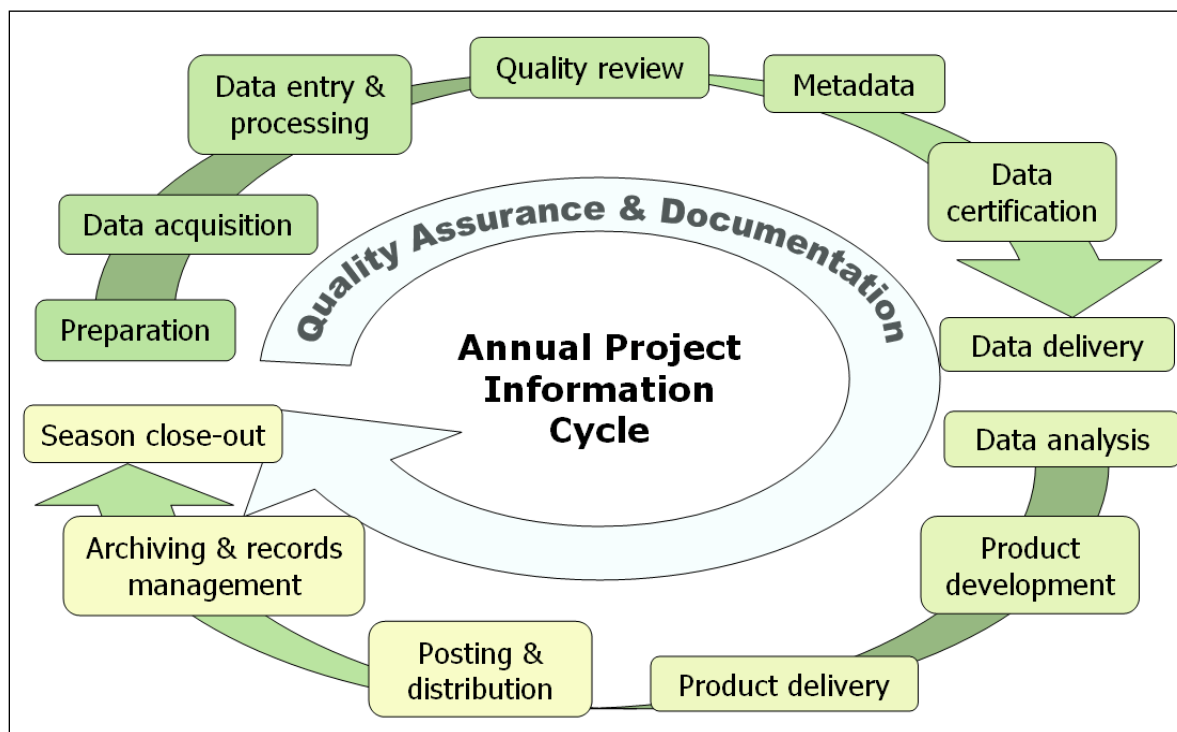 Quality review
Metadata
Data entry &
processing
Data
certification
Data acquisition
Quality Assurance & Documentation
Preparation
Data delivery
Annual Project
Information
Cycle
Season close-out
Data analysis
Archiving & records
management
Product
development
Posting &
distribution
Product delivery